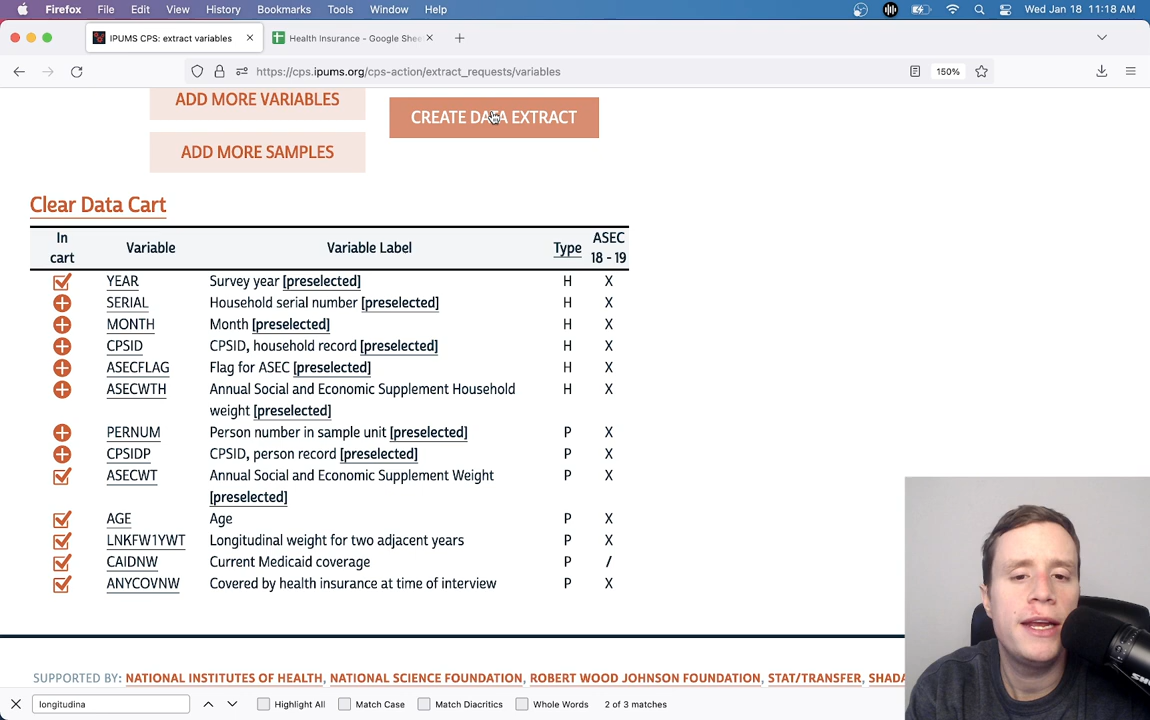 Firefox File Edit View History Bookmarks Tools Window Help Wed Jan 18 11:18 AM
IPUMS CPS: extract variables Health Insurance - Google Shee
https://cps.ipums.org/cps-action/extract_requests/variables 150%
ADD MORE VARIABLES
CREATE DATA EXTRACT
ADD MORE SAMPLES
Clear Data Cart
In cart Variable Variable Label Type ASEC 18 - 19
YEAR Survey year [preselected] H X
SERIAL Household serial number [preselected] H X
MONTH Month [preselected] H X
CPSID CPSID, household record [preselected] H X
ASECFLAG Flag for ASEC [preselected] H X
ASECWTH Annual Social and Economic Supplement Household H X
weight [preselected]
PERNUM Person number in sample unit [preselected] P X
CPSIDP CPSID, person record [preselected] P X
ASECWT Annual Social and Economic Supplement Weight P X
[preselected]
AGE Age P X
LNKFW1YWT Longitudinal weight for two adjacent years P X
CAIDNW Current Medicaid coverage P /
ANYCOVNW Covered by health insurance at time of interview P X
SUPPORTED BY: NATIONAL INSTITUTES OF HEALTH, NATIONAL SCIENCE FOUNDATION, ROBERT WOOD JOHNSON FOUNDATION, STAT/TRANSFER, SHADA
longitudina Highlight All Match Case Match Diacritics Whole Words 2 of 3 matches